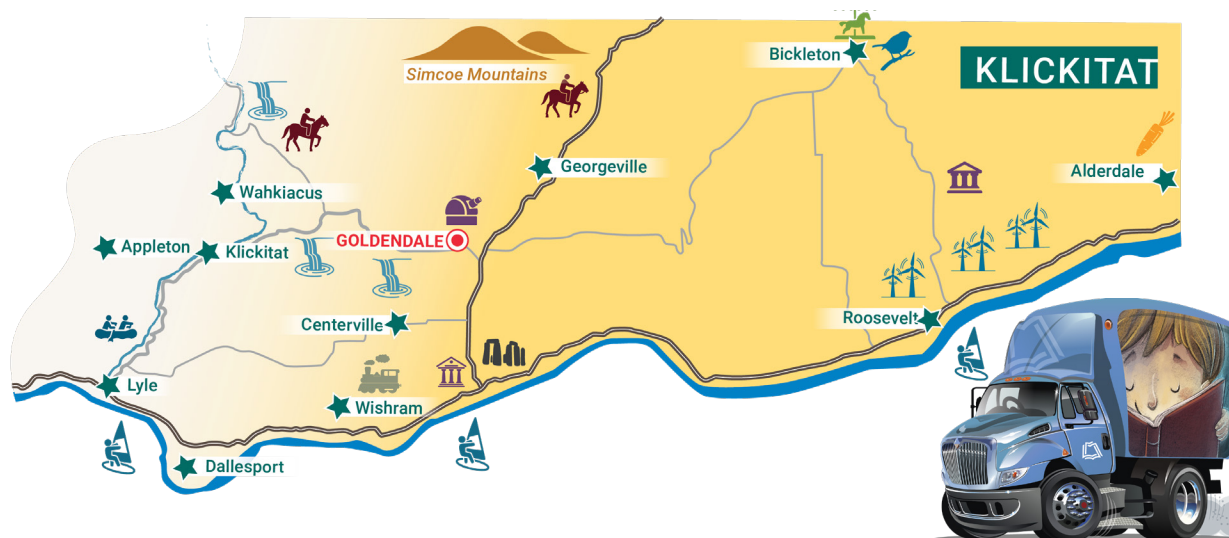 Bickleton
KLICKITAT
Simcoe Mountains
Georgeville
Alderdale
Wahkiacus
GOLDENDALE
Appleton
Klickitat
Centerville
Roosevelt
Lyle
Wishram
Dallesport